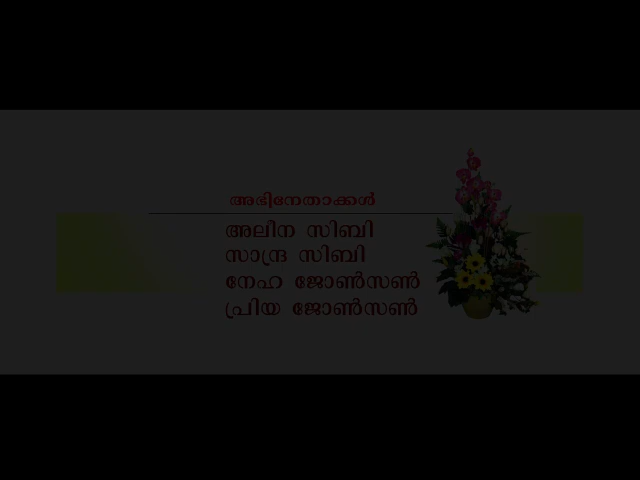 അഭിനേതാക്കൾ
അലീന സിബി
സാന്ദ്ര സിബി
നേഹ ജോൺസൺ
പ്രിയ ജോൺസൺ